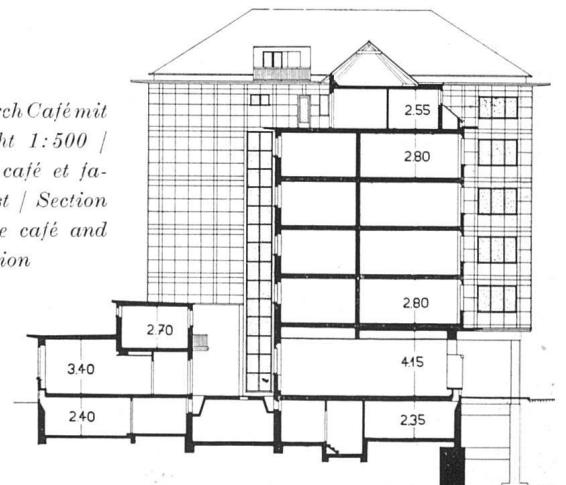 rch Café mit
ht 1:500 /
café et fa-
st / Section
e café and
ion
2.55
2.80
2.80
2.70
3.40
4.15
2.40
2.35